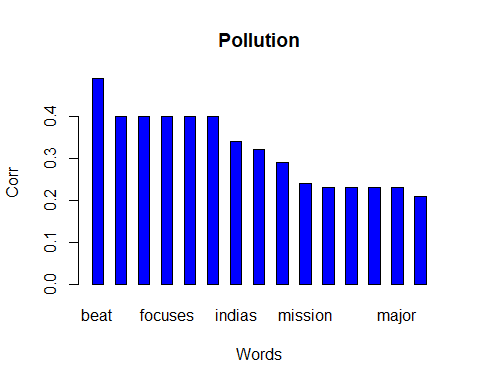 Pollution
Corr
0.4
0.3
0.2
0.1
0.0
beat focuses indias mission major
Words